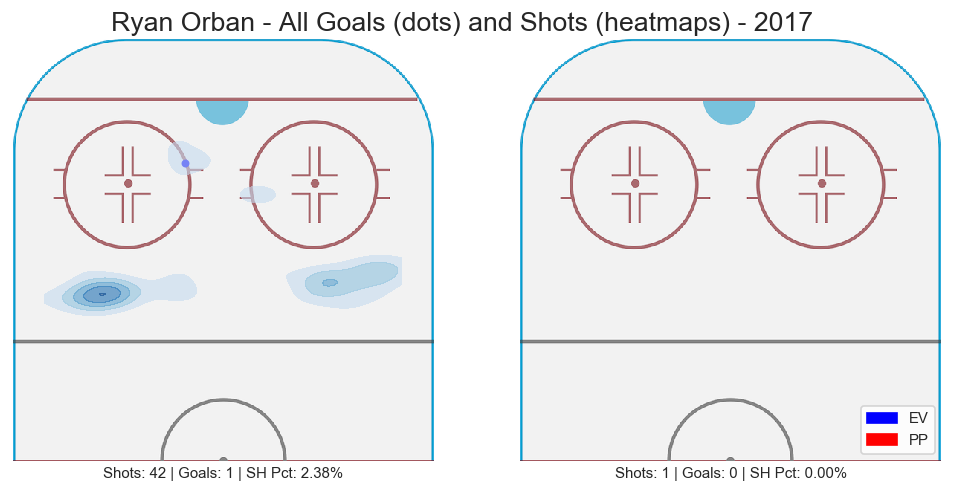 Ryan Orban - All Goals (dots) and Shots (heatmaps) - 2017
EV
PP
Shots: 42 | Goals: 1 | SH Pct: 2.38%
Shots: 1 | Goals: 0 | SH Pct: 0.00%